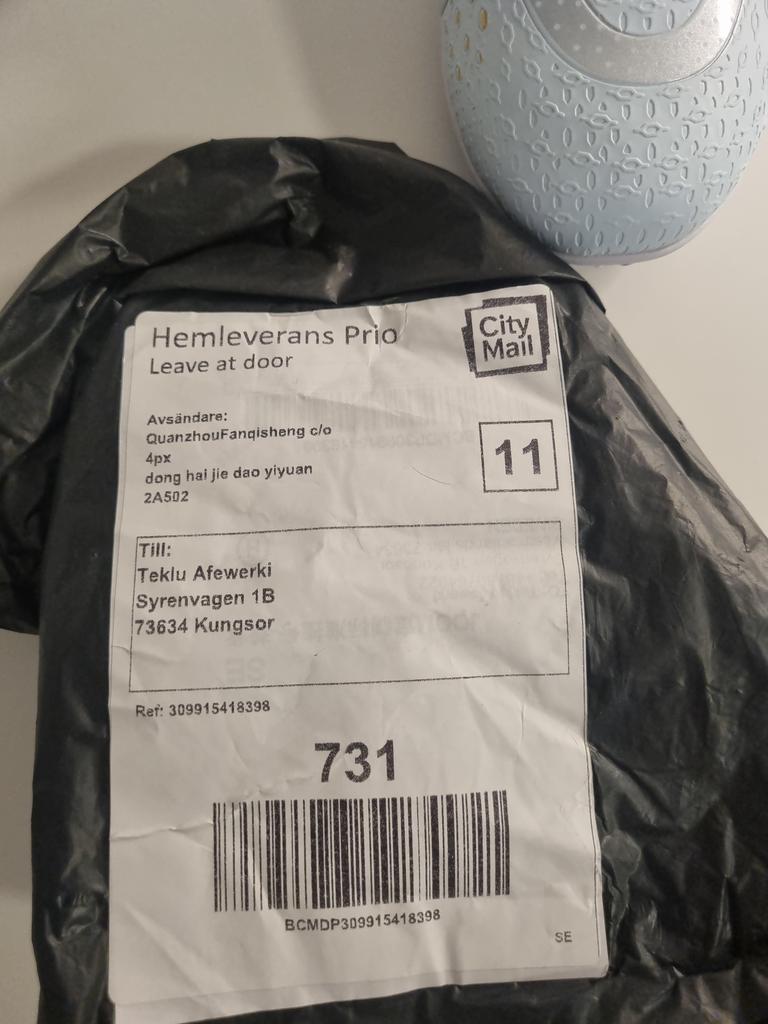 Hemleverans Prio
Leave at door
City
Mail
Avsändare:
QuanzhouFanqisheng c/o
4px
dong hai jie dao yiyuan
2A502
11
Till:
Teklu Afewerki
Syrenvagen 1B
73634 Kungsor
Ref: 309915418398
731
BCMDP309915418398
SE